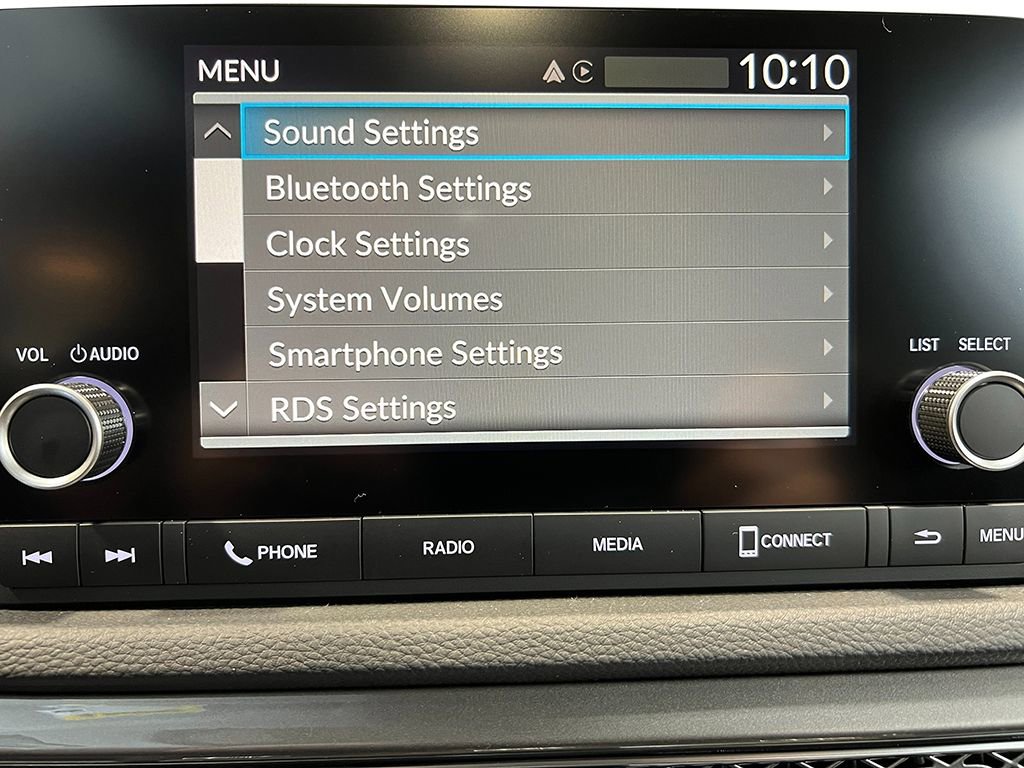 MENU 10:10
Sound Settings
Bluetooth Settings
Clock Settings
System Volumes
Smartphone Settings
RDS Settings
VOL AUDIO
LIST SELECT
PHONE RADIO MEDIA CONNECT MENU